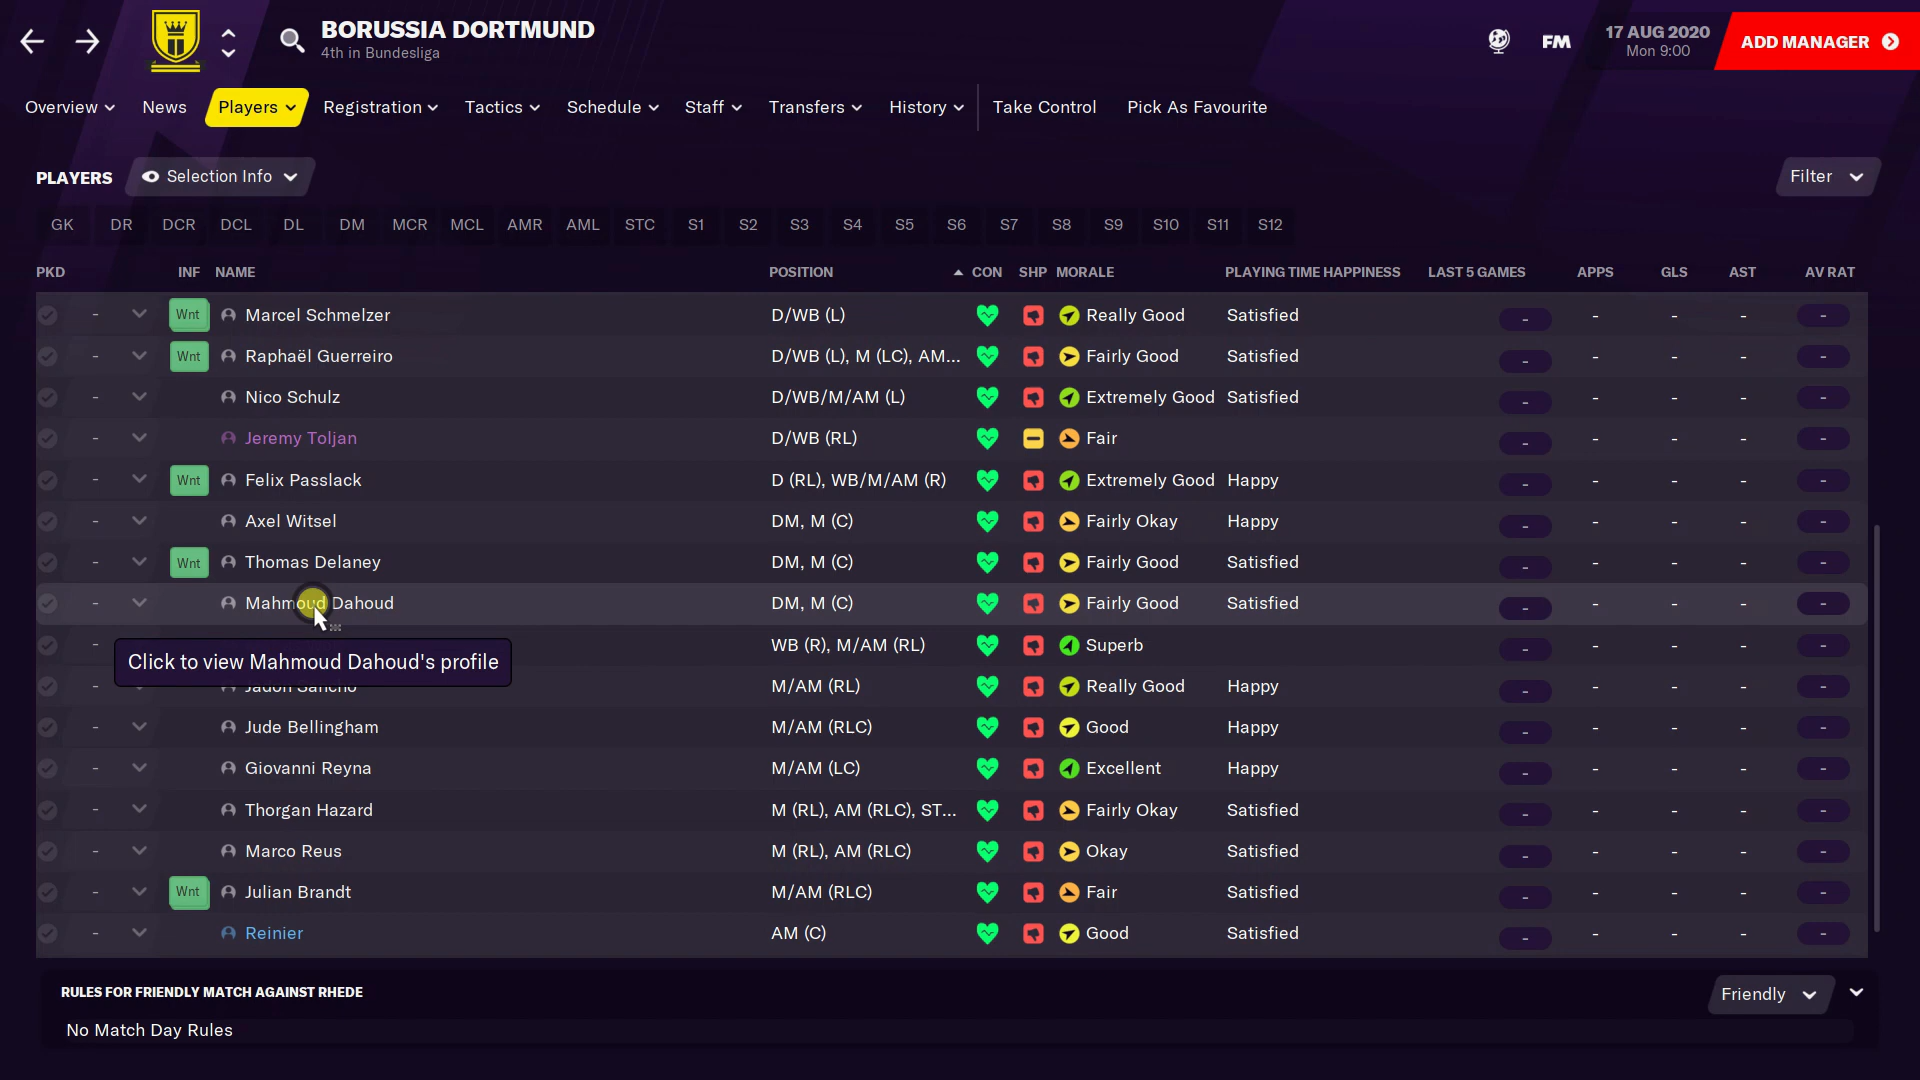 BORUSSIA DORTMUND
4th in Bundesliga
FM
17 AUG 2020
Mon 9:00
ADD MANAGER
Overview News Players Registration Tactics Schedule Staff Transfers History Take Control Pick As Favourite
PLAYERS Selection Info Filter
GK DR DCR DCL DL DM MCR MCL AMR AML STC S1 S2 S3 S4 S5 S6 S7 S8 S9 S10 S11 S12
PKD INF NAME POSITION CON SHP MORALE PLAYING TIME HAPPINESS LAST 5 GAMES APPS GLS AST AV RAT
- Wnt Marcel Schmelzer D/WB (L) Really Good Satisfied - - - - -
- Wnt Raphaël Guerreiro D/WB (L), M (LC), AM... Fairly Good Satisfied - - - - -
- Nico Schulz D/WB/M/AM (L) Extremely Good Satisfied - - - - -
- Jeremy Toljan D/WB (RL) Fair - - - - -
- Wnt Felix Passlack D (RL), WB/M/AM (R) Extremely Good Happy - - - - -
- Axel Witsel DM, M (C) Fairly Okay Happy - - - - -
- Wnt Thomas Delaney DM, M (C) Fairly Good Satisfied - - - - -
- Mahmoud Dahoud DM, M (C) Fairly Good Satisfied - - - - -
- WB (R), M/AM (RL) Superb - - - - -
Click to view Mahmoud Dahoud's profile
- Jadon Sancho M/AM (RL) Really Good Happy - - - - -
- Jude Bellingham M/AM (RLC) Good Happy - - - - -
- Giovanni Reyna M/AM (LC) Excellent Happy - - - - -
- Thorgan Hazard M (RL), AM (RLC), ST... Fairly Okay Satisfied - - - - -
- Marco Reus M (RL), AM (RLC) Okay Satisfied - - - - -
- Wnt Julian Brandt M/AM (RLC) Fair Satisfied - - - - -
- Reinier AM (C) Good Satisfied - - - - -
RULES FOR FRIENDLY MATCH AGAINST RHEDE Friendly
No Match Day Rules